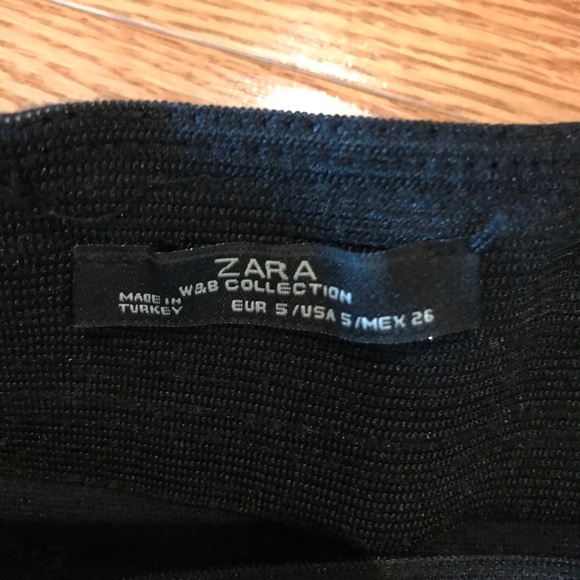 ZARA
W&B COLLECTION
MADE IN
TURKEY
EUR S/USA S/MEX 26